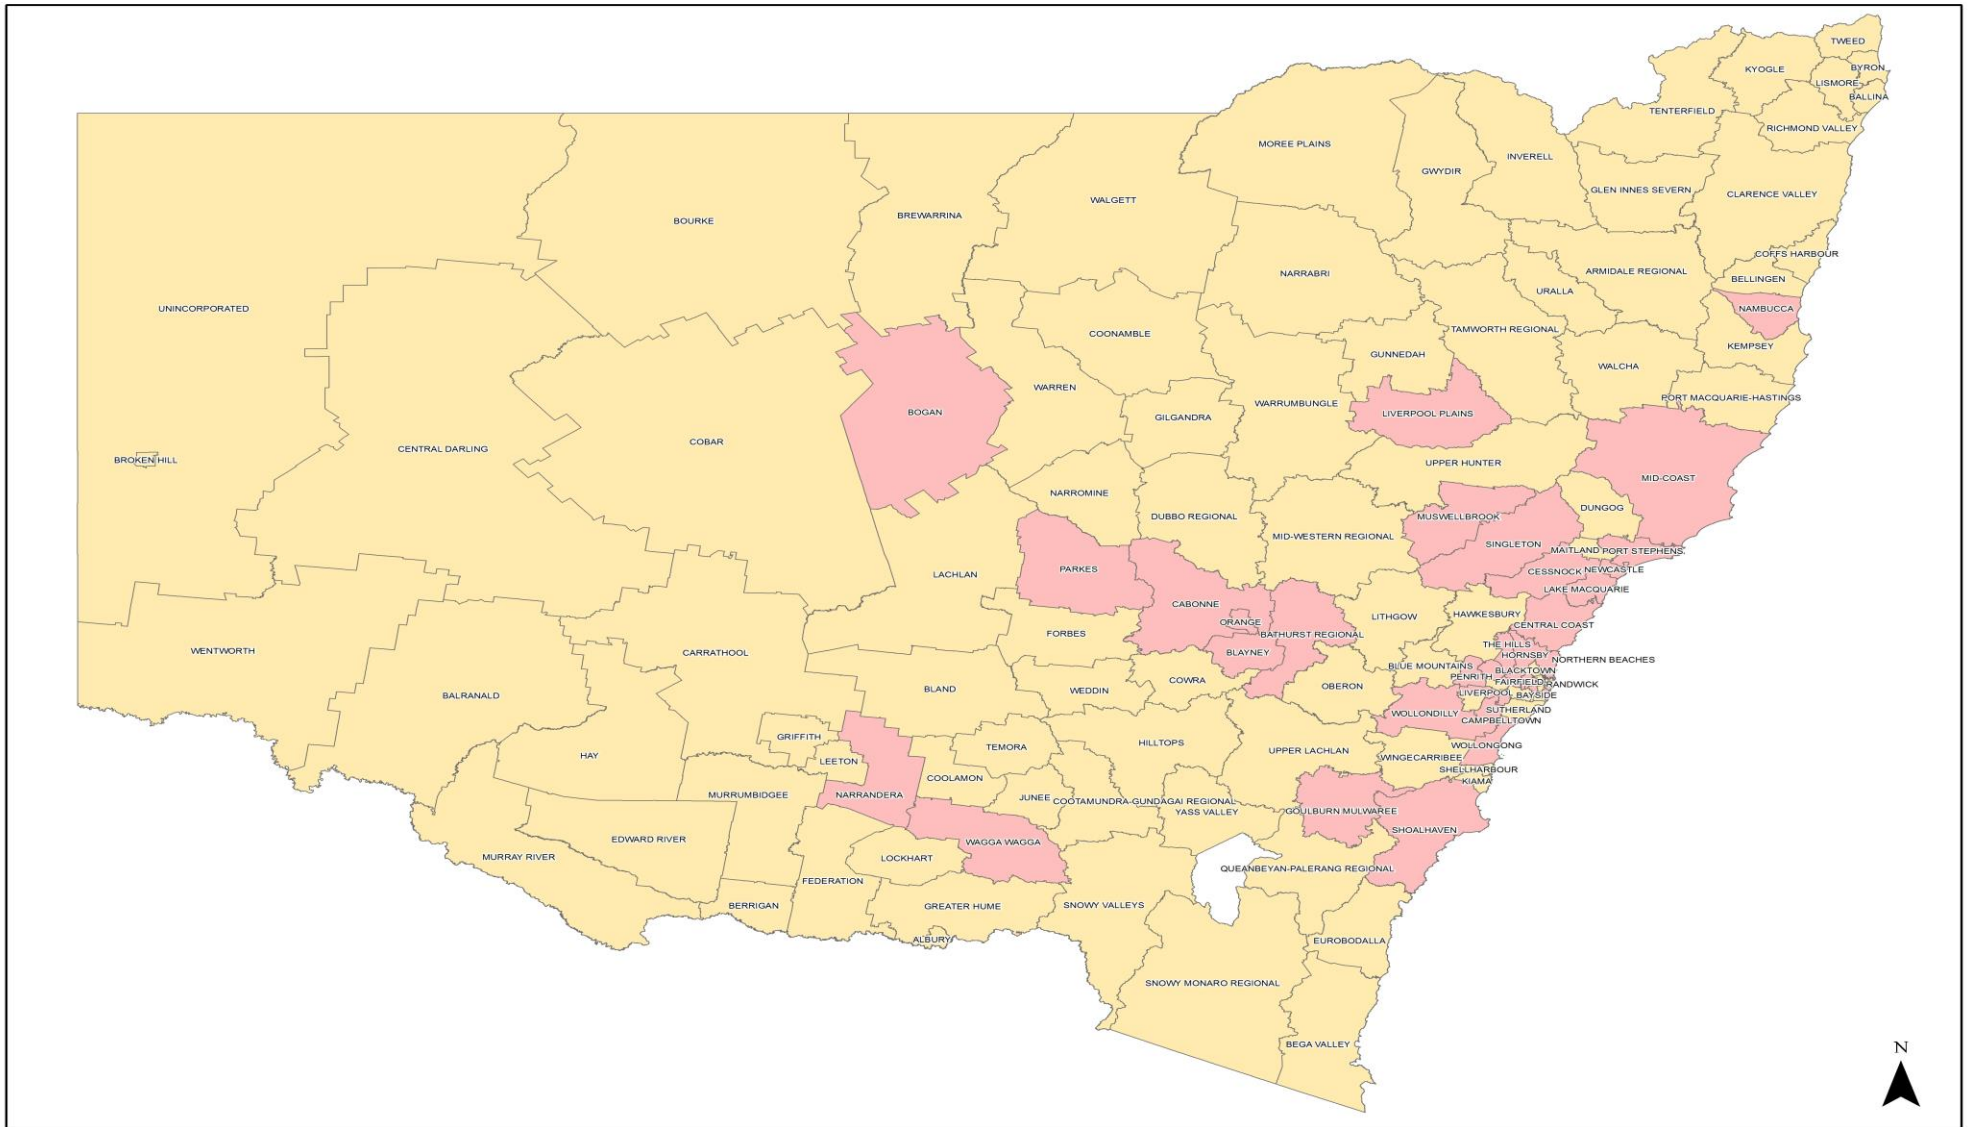 TWEED
KYOGLE
BYRON
LISMORE
BALLINA
TENTERFIELD
RICHMOND VALLEY
MOREE PLAINS
INVERELL
GWYDIR
GLEN INNES SEVERN
CLARENCE VALLEY
WALGETT
BREWARRINA
BOURKE
COFFS HARBOUR
ARMIDALE REGIONAL
NARRABRI
BELLINGEN
URALLA
UNINCORPORATED
NAMBUCCA
TAMWORTH REGIONAL
COONAMBLE
KEMPSEY
GUNNEDAH
WALCHA
WARREN
PORT MACQUARIE-HASTINGS
WARRUMBUNGLE
BOGAN
LIVERPOOL PLAINS
GILGANDRA
COBAR
CENTRAL DARLING
BROKEN HILL
UPPER HUNTER
MID-COAST
NARROMINE
DUNGOG
DUBBO REGIONAL
MUSWELLBROOK
MID-WESTERN REGIONAL
SINGLETON
MAITLAND
PORT STEPHENS
PARKES
CESSNOCK
NEWCASTLE
LACHLAN
LAKE MACQUARIE
CABONNE
HAWKESBURY
LITHGOW
ORANGE
CENTRAL COAST
FORBES
BATHURST REGIONAL
THE HILLS
WENTWORTH
CARRATHOOL
BLAYNEY
HORNSBY
NORTHERN BEACHES
BLUE MOUNTAINS
BLACKTOWN
PENRITH
COWRA
FAIRFIELD
RANDWICK
OBERON
BLAND
WEDDIN
LIVERPOOL
BAYSIDE
BALRANALD
SUTHERLAND
WOLLONDILLY
CAMPBELLTOWN
GRIFFITH
HILLTOPS
WOLLONGONG
TEMORA
UPPER LACHLAN
HAY
WINGECARRIBEE
LEETON
SHELLHARBOUR
COOLAMON
KIAMA
MURRUMBIDGEE
NARRANDERA
JUNEE
COOTAMUNDRA-GUNDAGAI REGIONAL
YASS VALLEY
GOULBURN MULWAREE
SHOALHAVEN
EDWARD RIVER
WAGGA WAGGA
MURRAY RIVER
LOCKHART
QUEANBEYAN-PALERANG REGIONAL
FEDERATION
BERRIGAN
GREATER HUME
SNOWY VALLEYS
ALBURY
EUROBODALLA
SNOWY MONARO REGIONAL
BEGA VALLEY
N